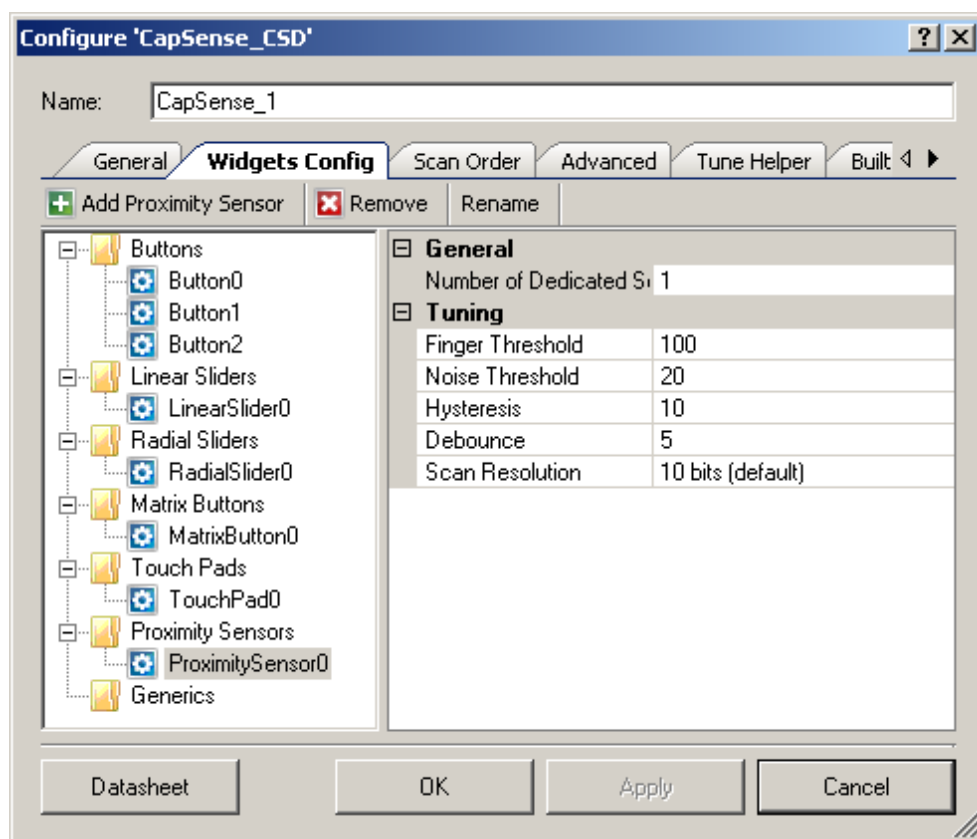 Configure 'CapSense_CSD'
Name: CapSense_1
General Widgets Config Scan Order Advanced Tune Helper Built
Add Proximity Sensor Remove Rename
Buttons
Button0
Button1
Button2
Linear Sliders
LinearSlider0
Radial Sliders
RadialSlider0
Matrix Buttons
MatrixButton0
Touch Pads
TouchPad0
Proximity Sensors
ProximitySensor0
Generics
General
Number of Dedicated S 1
Tuning
Finger Threshold 100
Noise Threshold 20
Hysteresis 10
Debounce 5
Scan Resolution 10 bits (default)
Datasheet OK Apply Cancel